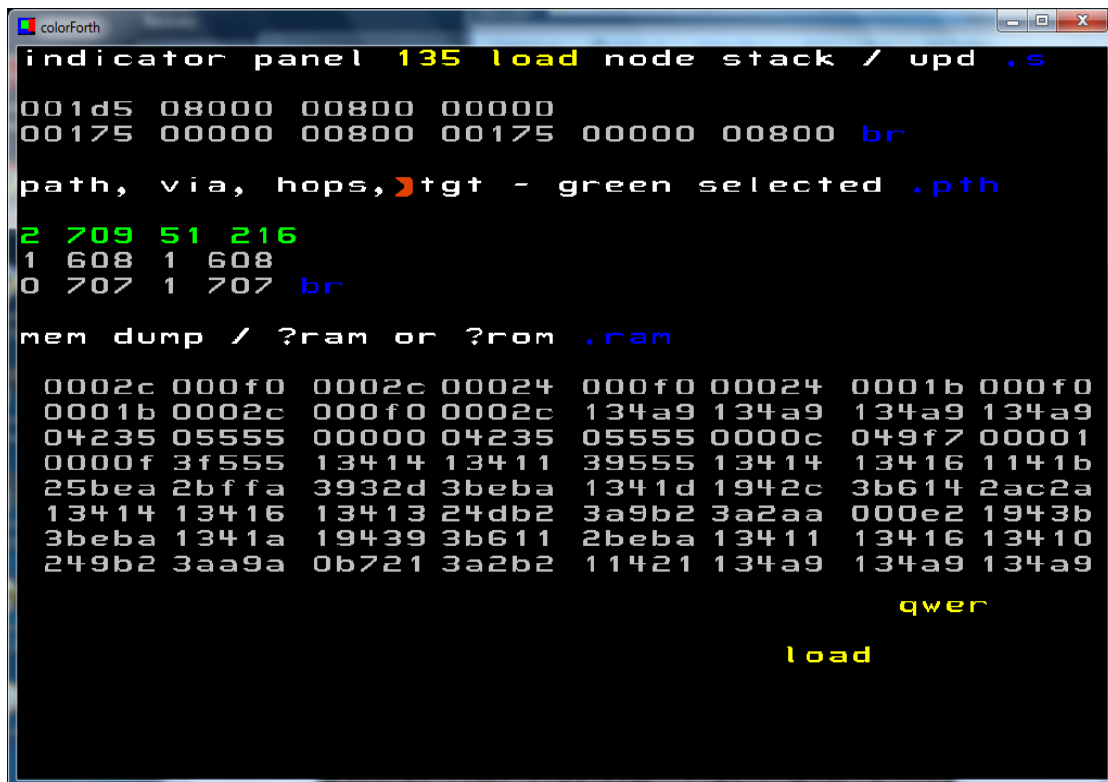 colorForth
indicator panel 135 load node stack / upd .s
001d5 08000 00800 00000
00175 00000 00800 00175 00000 00800 br
path, via, hops, tgt - green selected .pth
2 709 51 216
1 608 1 608
0 707 1 707 br
mem dump / ?ram or ?rom .ram
0002c 000f0 0002c 00024 000f0 00024 0001b 000f0
0001b 0002c 000f0 0002c 134a9 134a9 134a9 134a9
04235 05555 00000 04235 05555 0000c 049f7 00001
0000f 3f555 13414 13411 39555 13414 13416 1141b
25bea 2bffa 3932d 3beba 1341d 1942c 3b614 2ac2a
13414 13416 13413 24db2 3a9b2 3a2aa 000e2 1943b
3beba 1341a 19439 3b611 2beba 13411 13416 13410
249b2 3aa9a 0b721 3a2b2 11421 134a9 134a9 134a9
qwer
load